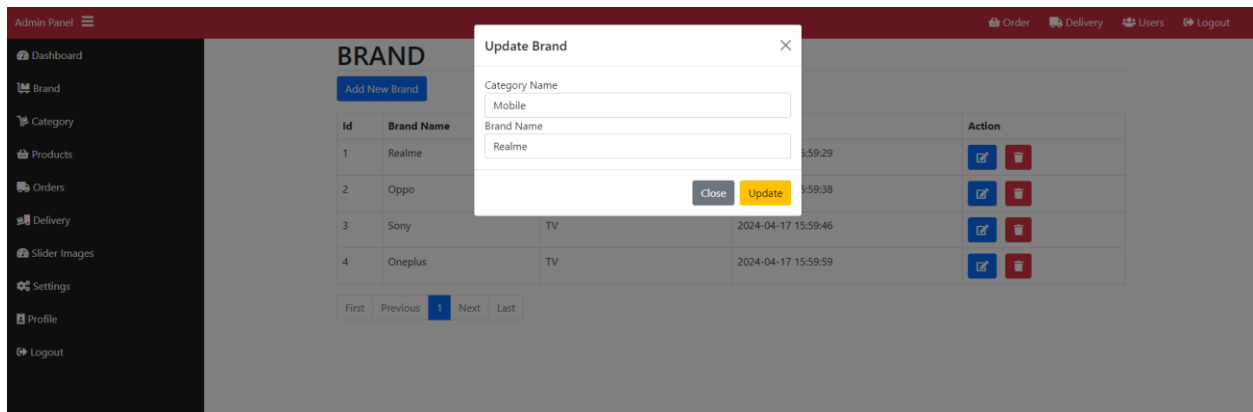 Admin Panel Order Delivery Users Logout
Dashboard
Brand
Category
Products
Orders
Delivery
Slider Images
Settings
Profile
Logout
BRAND
Add New Brand
Id Brand Name Action
1 Realme 5:59:29
2 Oppo 5:59:38
3 Sony TV 2024-04-17 15:59:46
4 Oneplus TV 2024-04-17 15:59:59
First Previous 1 Next Last
Update Brand
Category Name
Mobile
Brand Name
Realme
Close Update